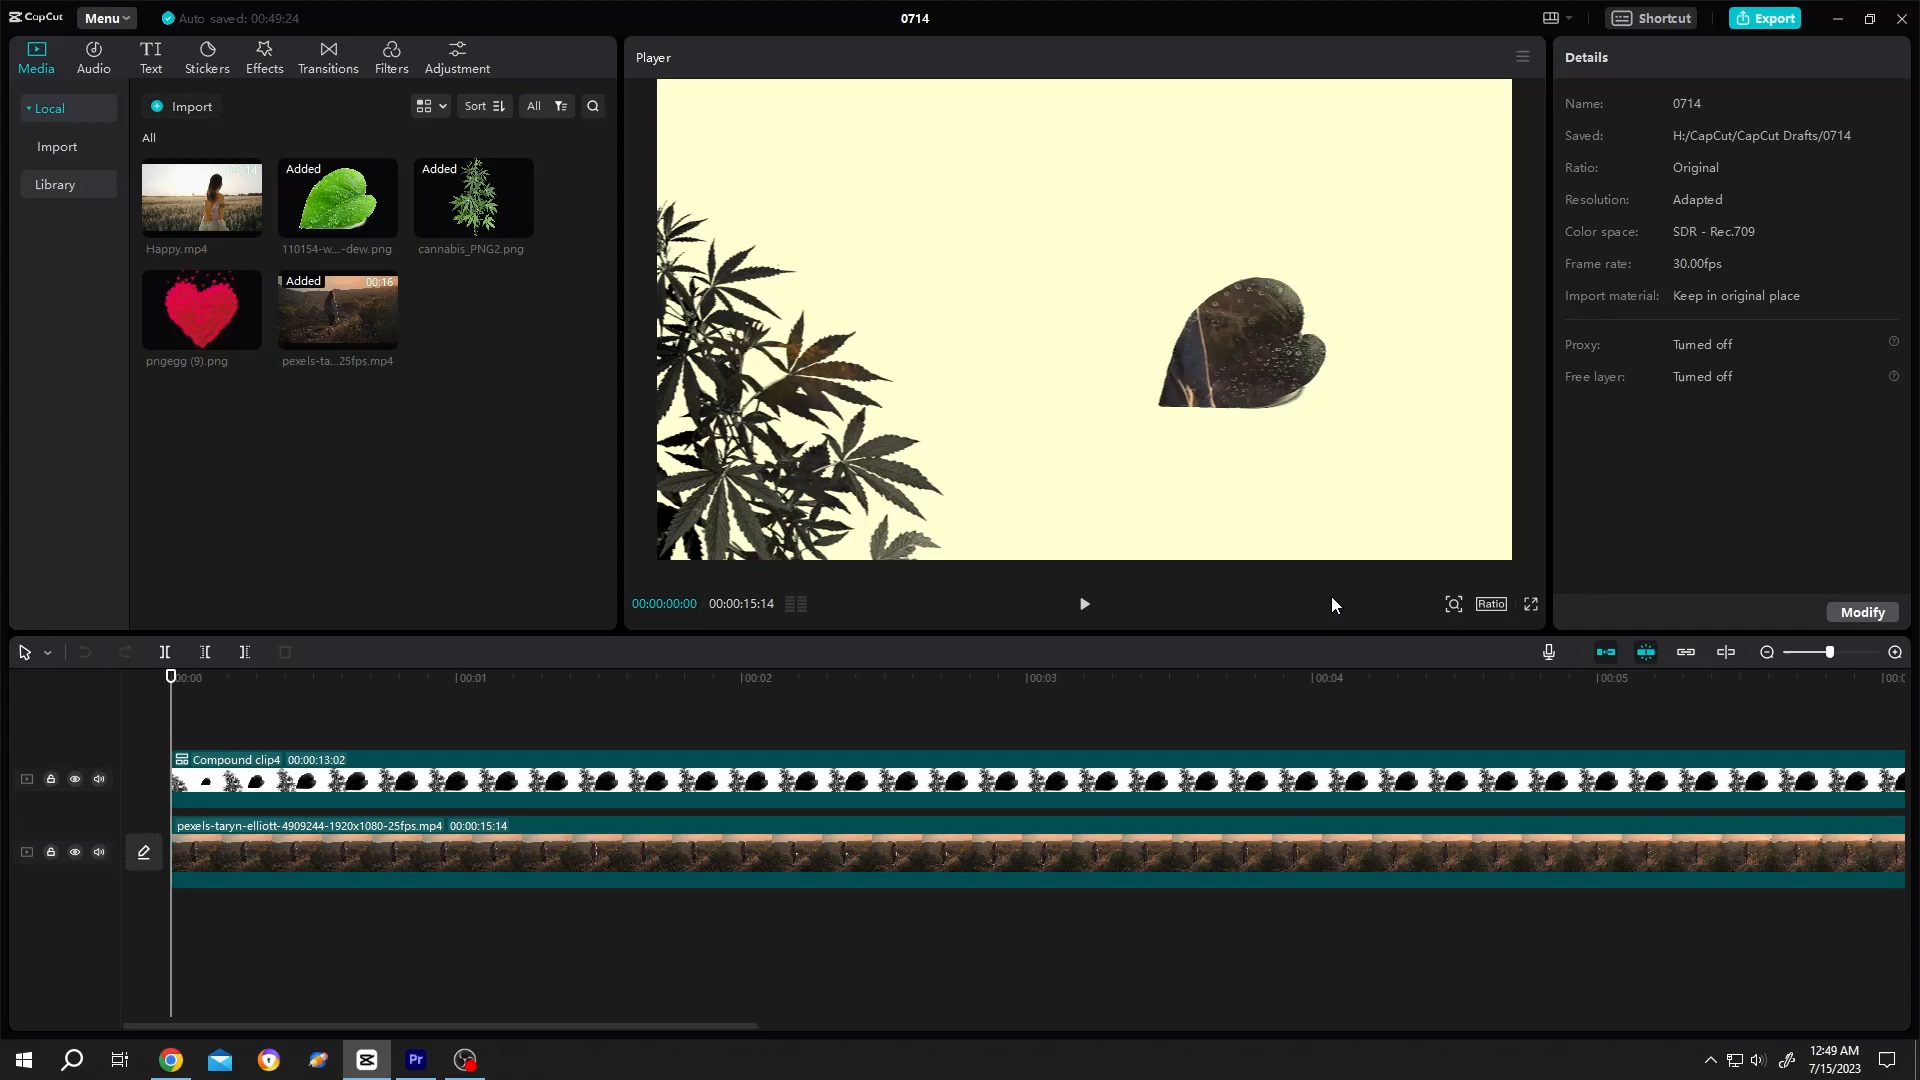 CapCut
Menu
Auto saved: 00:49:24
0714
Shortcut
Export
Media
Audio
TI
Text
Stickers
Effects
Transitions
Filters
Adjustment
Player
Details
Local
Import
Library
Import
Sort
All
All
Added
Added
Happy.mp4
110154-w...-dew.png
cannabis_PNG2.png
Added
00:16
pngegg (9).png
pexels-ta...25fps.mp4
Name: 0714
Saved: H:/CapCut/CapCut Drafts/0714
Ratio: Original
Resolution: Adapted
Color space: SDR - Rec.709
Frame rate: 30.00fps
Import material: Keep in original place
Proxy: Turned off
Free layer: Turned off
Modify
00:00:00:00
00:00:15:14
Ratio
00:00
00:01
00:02
00:03
00:04
00:05
Compound clip4 00:00:13:02
pexels-taryn-elliott-4909244-1920x1080-25fps.mp4 00:00:15:14
Pr
12:49 AM
7/15/2023